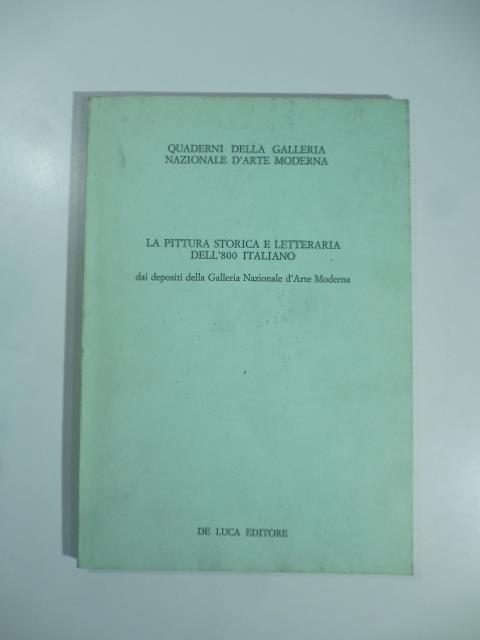 QUADERNI DELLA GALLERIA
NAZIONALE D'ARTE MODERNA
LA PITTURA STORICA E LETTERARIA
DELL'800 ITALIANO
dai depositi della Galleria Nazionale d'Arte Moderna
DE LUCA EDITORE